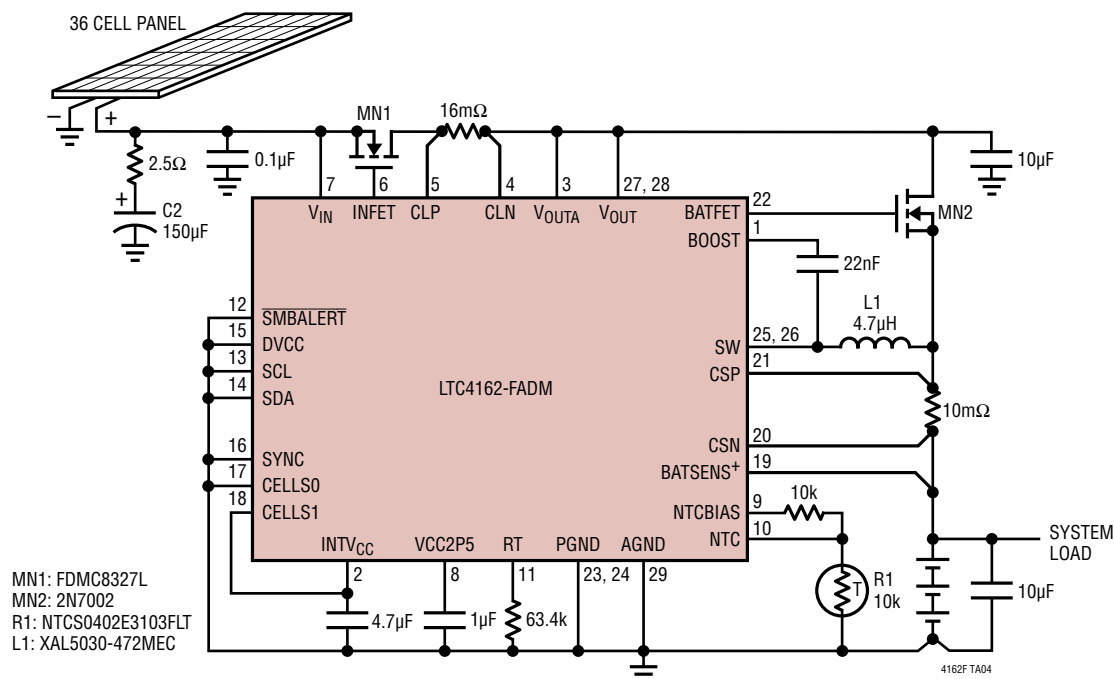 36 CELL PANEL
–
+
MN1
16mΩ
2.5Ω
0.1µF
10µF
+
C2
150µF
7
6
5
4
3
27, 28
VIN
INFET
CLP
CLN
VOUTA
VOUT
BATFET
22
MN2
BOOST
1
22nF
L1
4.7µH
12
SMBALERT
15
DVCC
13
SCL
14
SDA
16
SYNC
17
CELLS0
18
CELLS1
LTC4162-FADM
SW
25, 26
CSP
21
10mΩ
CSN
20
BATSENS+
19
NTCBIAS
9
10k
NTC
10
SYSTEM
LOAD
INTVCC
VCC2P5
RT
PGND
AGND
2
8
11
23, 24
29
4.7µF
1µF
63.4k
T
R1
10k
10µF
MN1: FDMC8327L
MN2: 2N7002
R1: NTCS0402E3103FLT
L1: XAL5030-472MEC
4162F TA04